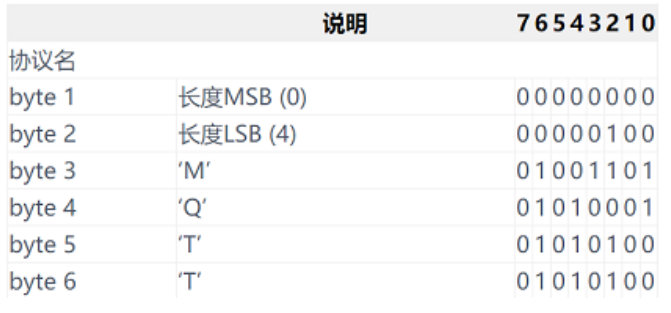 说明 7 6 5 4 3 2 1 0
协议名
byte 1 长度MSB (0) 0 0 0 0 0 0 0 0
byte 2 长度LSB (4) 0 0 0 0 0 1 0 0
byte 3 ‘M’ 0 1 0 0 1 1 0 1
byte 4 ‘Q’ 0 1 0 1 0 0 0 1
byte 5 ‘T’ 0 1 0 1 0 1 0 0
byte 6 ‘T’ 0 1 0 1 0 1 0 0